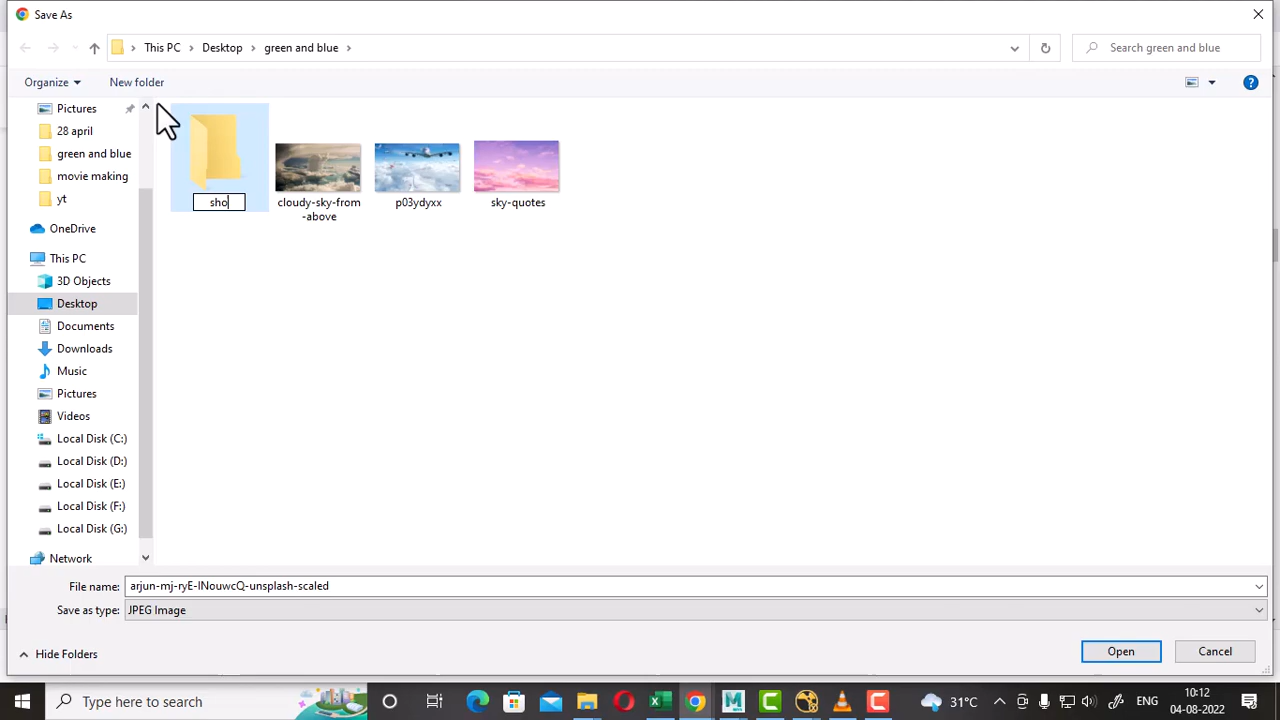 Save As
This PC
Desktop
green and blue
Search green and blue
Organize
New folder
Pictures
28 april
green and blue
movie making
yt
OneDrive
This PC
3D Objects
Desktop
Documents
Downloads
Music
Pictures
Videos
Local Disk (C:)
Local Disk (D:)
Local Disk (E:)
Local Disk (F:)
Local Disk (G:)
Network
sho
cloudy-sky-from
-above
p03ydyxx
sky-quotes
File name: arjun-mj-ryE-lNouwcQ-unsplash-scaled
Save as type: JPEG Image
Hide Folders
Open
Cancel
Type here to search
31°C
ENG
10:12
04-08-2022